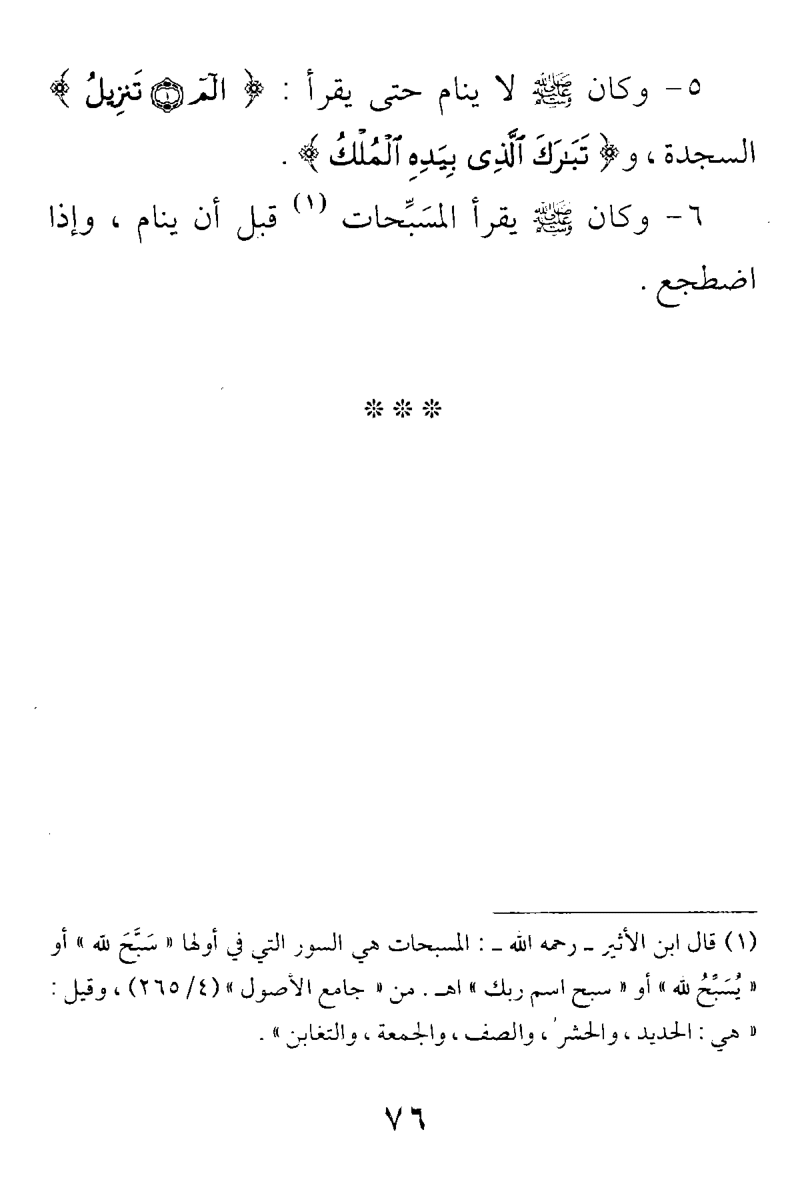 ٥- وكان ﷺ لا ينام حتى يقرأ : ﴿ الٓمٓ ۝١ تَنزِيلُ ﴾
السجدة ، و﴿ تَبَٰرَكَ ٱلَّذِى بِيَدِهِ ٱلْمُلْكُ ﴾ .
٦- وكان ﷺ يقرأ المسَبِّحات (١) قبل أن ينام ، وإذا
اضطجع .
❊ ❊ ❊
(١) قال ابن الأثير ـ رحمه الله ـ : المسبحات هي السور التي في أولها « سَبَّحَ لله » أو
« يُسَبِّحُ لله » أو « سبح اسم ربك » اهـ . من « جامع الأصول » (٤/ ٢٦٥) ، وقيل :
« هي : الحديد ، والحشر ، والصف ، والجمعة ، والتغابن » .
٧٦